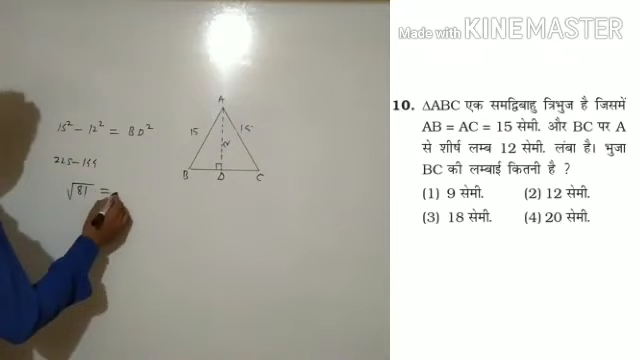 Made with KINEMASTER
15² - 12² = BD²
225 - 144
√81 =
A
15 15
12
B D C
10. ΔABC एक समद्विबाहु त्रिभुज है जिसमें
AB = AC = 15 सेमी. और BC पर A
से शीर्ष लम्ब 12 सेमी. लंबा है। भुजा
BC की लम्बाई कितनी है ?
(1) 9 सेमी. (2) 12 सेमी.
(3) 18 सेमी. (4) 20 सेमी.